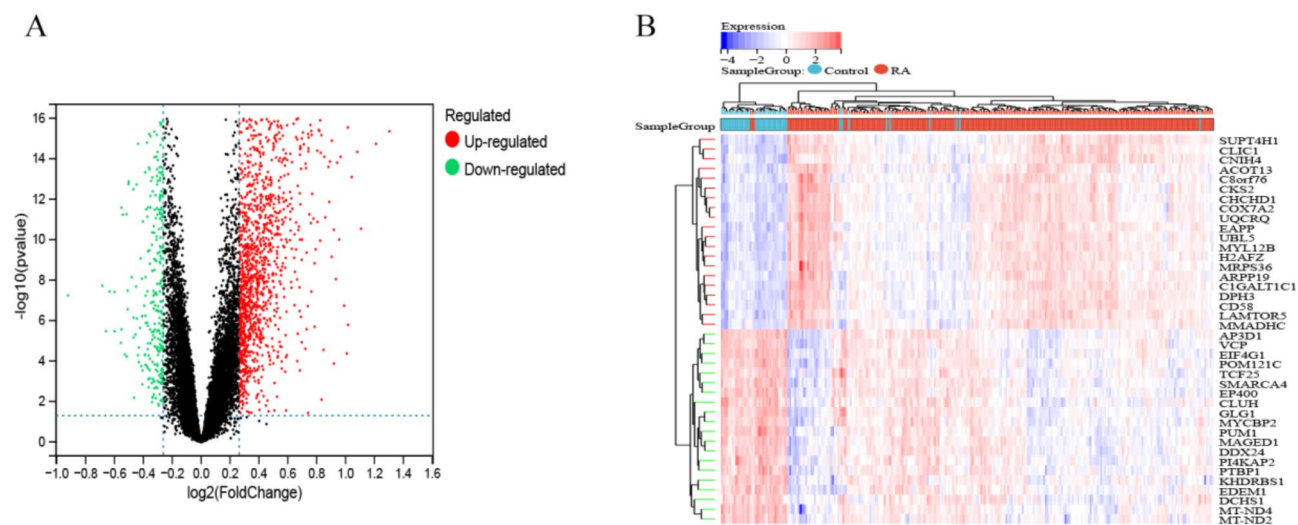 A
16
14
12
10
8
6
4
2
0
-log10(pvalue)
−1.0 −0.8 −0.6 −0.4 −0.2 0.0 0.2 0.4 0.6 0.8 1.0 1.2 1.4 1.6
log2(FoldChange)
Regulated
Up-regulated
Down-regulated
B
Expression
−4 −2 0 2
SampleGroup: Control RA
SampleGroup
SUPT4H1
CLIC1
CNIH4
ACOT13
C8orf76
CKS2
CHCHD1
COX7A2
UQCRQ
EAPP
UBL5
MYL12B
H2AFZ
MRPS36
ARPP19
C1GALT1C1
DPH3
CD58
LAMTOR5
MMADHC
AP3D1
VCP
EIF4G1
POM121C
TCF25
SMARCA4
EP400
CLUH
GLG1
MYCBP2
PUM1
MAGED1
DDX24
PI4KAP2
PTBP1
KHDRBS1
EDEM1
DCHS1
MT-ND4
MT-ND2